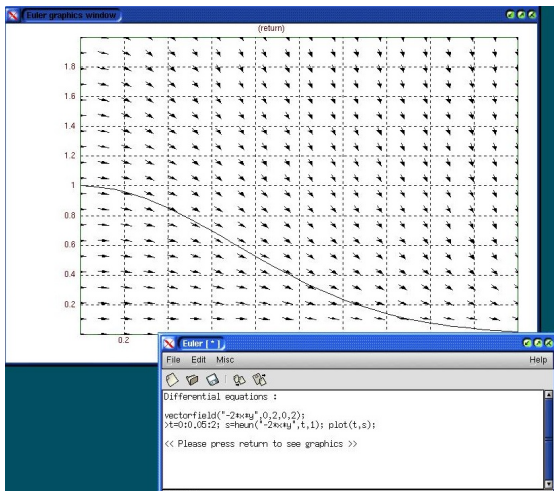 Euler graphics window
(return)
1.8
1.6
1.4
1.2
1
0.8
0.6
0.4
0.2
0.2
Euler [*]
File Edit Misc Help
Differential equations :
vectorfield("-2*x*y",0,2,0,2);
>t=0:0.05:2; s=heun("-2*x*y",t,1); plot(t,s);
<< Please press return to see graphics >>